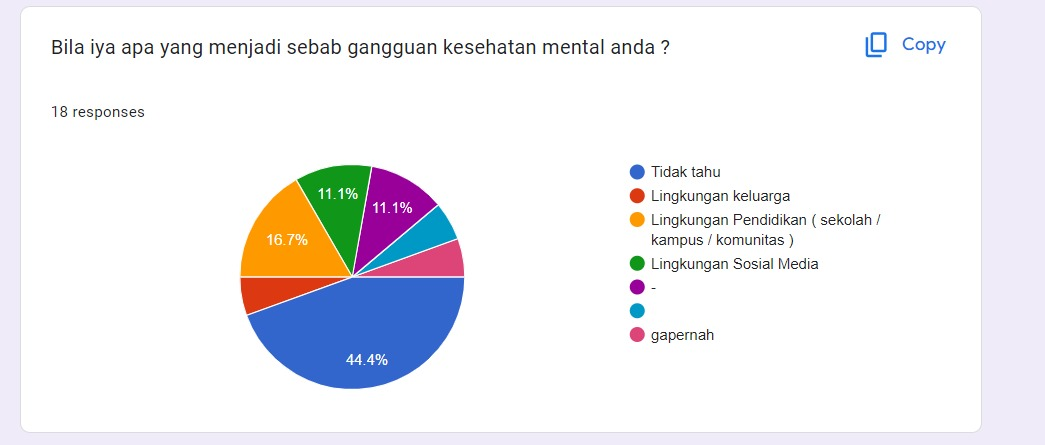 Bila iya apa yang menjadi sebab gangguan kesehatan mental anda ?
Copy
18 responses
11.1%
11.1%
16.7%
44.4%
Tidak tahu
Lingkungan keluarga
Lingkungan Pendidikan ( sekolah /
kampus / komunitas )
Lingkungan Sosial Media
-
gapernah